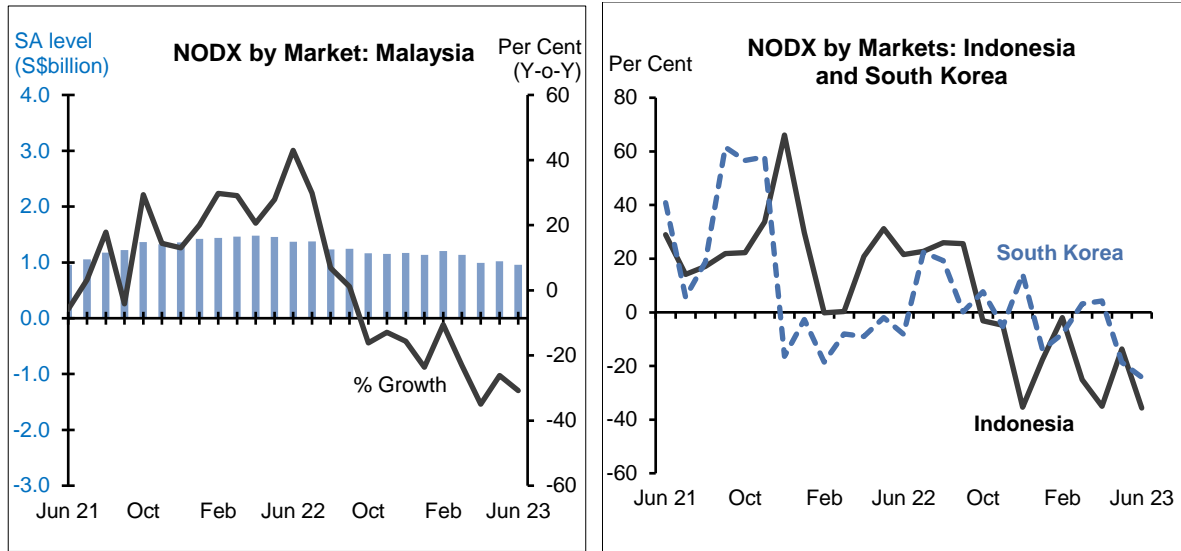 SA level
(S$billion)
NODX by Market: Malaysia
Per Cent
(Y-o-Y)
4.0
3.0
2.0
1.0
0.0
-1.0
-2.0
-3.0
60
40
20
0
-20
-40
-60
% Growth
Jun 21 Oct Feb Jun 22 Oct Feb Jun 23
NODX by Markets: Indonesia
and South Korea
Per Cent
80
60
40
20
0
-20
-40
-60
South Korea
Indonesia
Jun 21 Oct Feb Jun 22 Oct Feb Jun 23